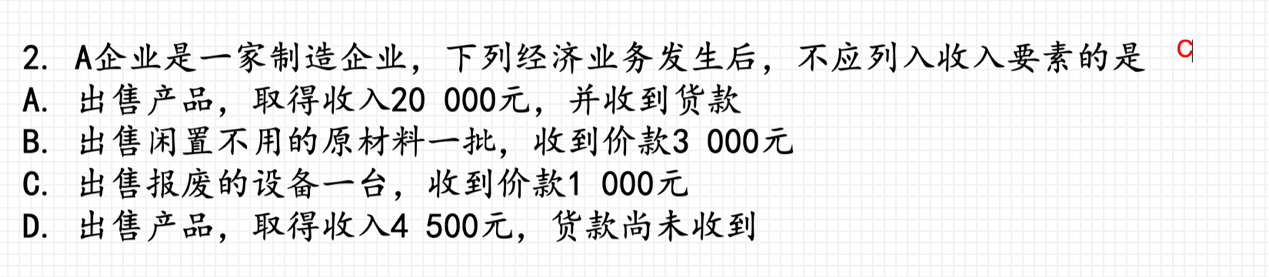 2. A企业是一家制造企业，下列经济业务发生后，不应列入收入要素的是 C
A. 出售产品，取得收入20 000元，并收到货款
B. 出售闲置不用的原材料一批，收到价款3 000元
C. 出售报废的设备一台，收到价款1 000元
D. 出售产品，取得收入4 500元，货款尚未收到